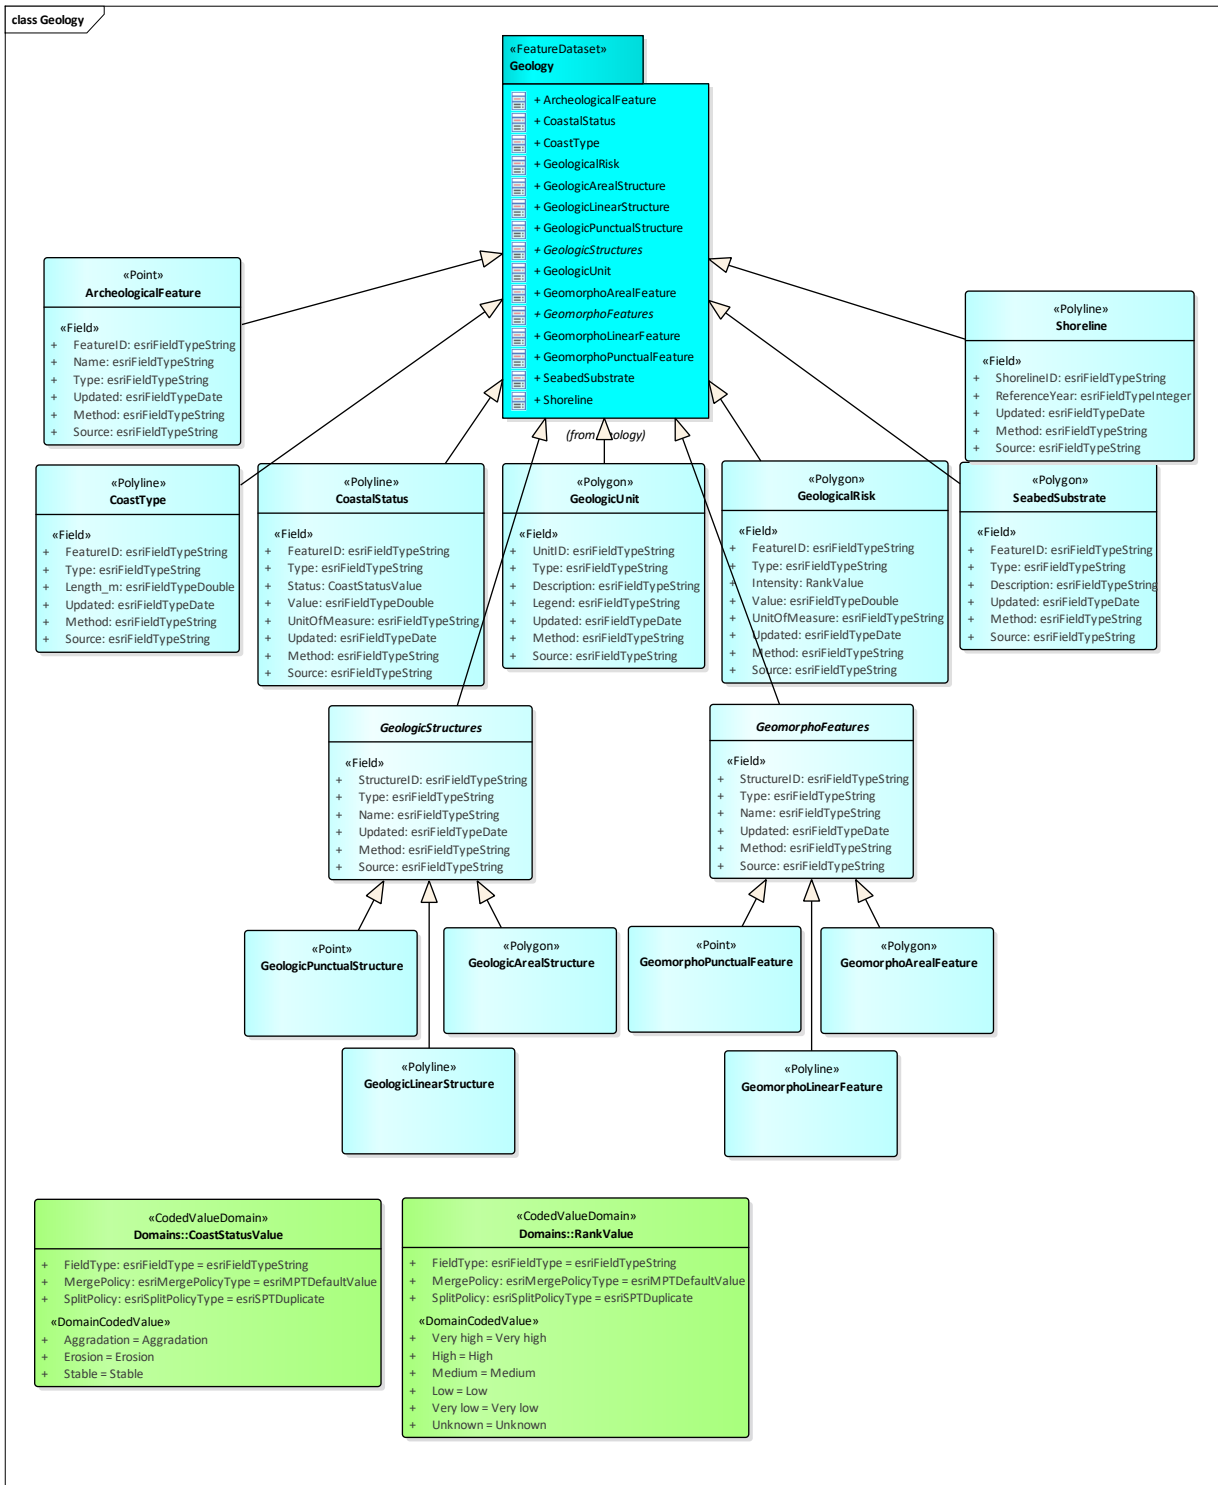 class Geology
«FeatureDataset»
Geology
+ ArcheologicalFeature
+ CoastalStatus
+ CoastType
+ GeologicalRisk
+ GeologicArealStructure
+ GeologicLinearStructure
+ GeologicPunctualStructure
+ GeologicStructures
+ GeologicUnit
+ GeomorphoArealFeature
+ GeomorphoFeatures
+ GeomorphoLinearFeature
+ GeomorphoPunctualFeature
+ SeabedSubstrate
+ Shoreline
(from ology)
«Point»
ArcheologicalFeature
«Field»
+ FeatureID: esriFieldTypeString
+ Name: esriFieldTypeString
+ Type: esriFieldTypeString
+ Updated: esriFieldTypeDate
+ Method: esriFieldTypeString
+ Source: esriFieldTypeString
«Polyline»
Shoreline
«Field»
+ ShorelineID: esriFieldTypeString
+ ReferenceYear: esriFieldTypeInteger
+ Updated: esriFieldTypeDate
+ Method: esriFieldTypeString
+ Source: esriFieldTypeString
«Polyline»
CoastType
«Field»
+ FeatureID: esriFieldTypeString
+ Type: esriFieldTypeString
+ Length_m: esriFieldTypeDouble
+ Updated: esriFieldTypeDate
+ Method: esriFieldTypeString
+ Source: esriFieldTypeString
«Polyline»
CoastalStatus
«Field»
+ FeatureID: esriFieldTypeString
+ Type: esriFieldTypeString
+ Status: CoastStatusValue
+ Value: esriFieldTypeDouble
+ UnitOfMeasure: esriFieldTypeString
+ Updated: esriFieldTypeDate
+ Method: esriFieldTypeString
+ Source: esriFieldTypeString
«Polygon»
GeologicUnit
«Field»
+ UnitID: esriFieldTypeString
+ Type: esriFieldTypeString
+ Description: esriFieldTypeString
+ Legend: esriFieldTypeString
+ Updated: esriFieldTypeDate
+ Method: esriFieldTypeString
+ Source: esriFieldTypeString
«Polygon»
GeologicalRisk
«Field»
+ FeatureID: esriFieldTypeString
+ Type: esriFieldTypeString
+ Intensity: RankValue
+ Value: esriFieldTypeDouble
+ UnitOfMeasure: esriFieldTypeString
+ Updated: esriFieldTypeDate
+ Method: esriFieldTypeString
+ Source: esriFieldTypeString
«Polygon»
SeabedSubstrate
«Field»
+ FeatureID: esriFieldTypeString
+ Type: esriFieldTypeString
+ Description: esriFieldTypeString
+ Updated: esriFieldTypeDate
+ Method: esriFieldTypeString
+ Source: esriFieldTypeString
GeologicStructures
«Field»
+ StructureID: esriFieldTypeString
+ Type: esriFieldTypeString
+ Name: esriFieldTypeString
+ Updated: esriFieldTypeDate
+ Method: esriFieldTypeString
+ Source: esriFieldTypeString
GeomorphoFeatures
«Field»
+ StructureID: esriFieldTypeString
+ Type: esriFieldTypeString
+ Name: esriFieldTypeString
+ Updated: esriFieldTypeDate
+ Method: esriFieldTypeString
+ Source: esriFieldTypeString
«Point»
GeologicPunctualStructure
«Polygon»
GeologicArealStructure
«Polyline»
GeologicLinearStructure
«Point»
GeomorphoPunctualFeature
«Polygon»
GeomorphoArealFeature
«Polyline»
GeomorphoLinearFeature
«CodedValueDomain»
Domains::CoastStatusValue
+ FieldType: esriFieldType = esriFieldTypeString
+ MergePolicy: esriMergePolicyType = esriMPTDefaultValue
+ SplitPolicy: esriSplitPolicyType = esriSPTDuplicate
«DomainCodedValue»
+ Aggradation = Aggradation
+ Erosion = Erosion
+ Stable = Stable
«CodedValueDomain»
Domains::RankValue
+ FieldType: esriFieldType = esriFieldTypeString
+ MergePolicy: esriMergePolicyType = esriMPTDefaultValue
+ SplitPolicy: esriSplitPolicyType = esriSPTDuplicate
«DomainCodedValue»
+ Very high = Very high
+ High = High
+ Medium = Medium
+ Low = Low
+ Very low = Very low
+ Unknown = Unknown